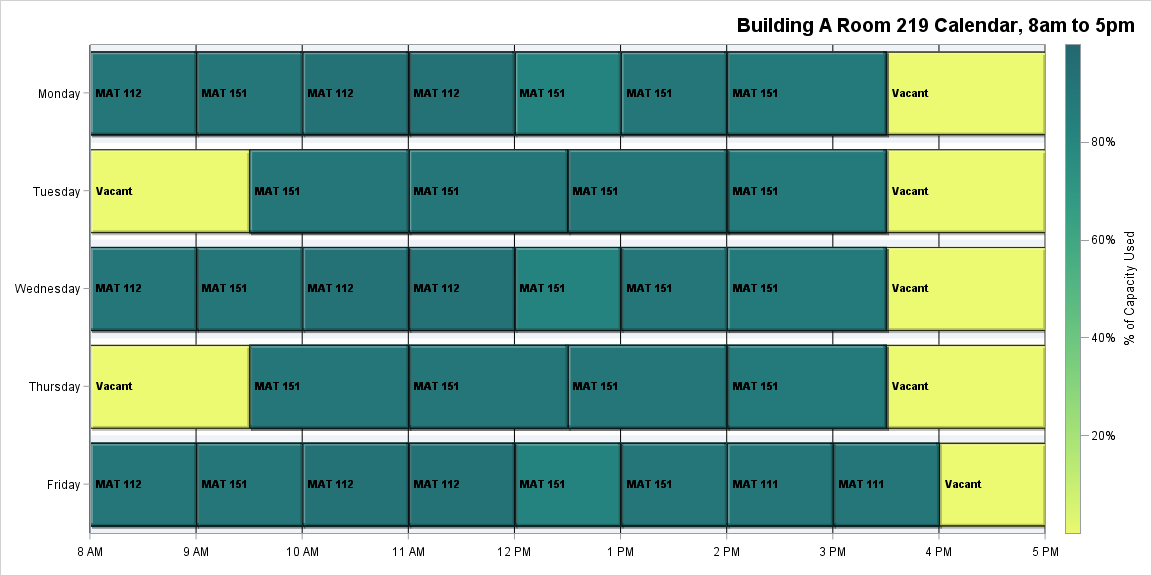 Building A Room 219 Calendar, 8am to 5pm
Monday
MAT 112
MAT 151
MAT 112
MAT 112
MAT 151
MAT 151
MAT 151
Vacant
Tuesday
Vacant
MAT 151
MAT 151
MAT 151
MAT 151
Vacant
Wednesday
MAT 112
MAT 151
MAT 112
MAT 112
MAT 151
MAT 151
MAT 151
Vacant
Thursday
Vacant
MAT 151
MAT 151
MAT 151
MAT 151
Vacant
Friday
MAT 112
MAT 151
MAT 112
MAT 112
MAT 151
MAT 151
MAT 111
MAT 111
Vacant
8 AM
9 AM
10 AM
11 AM
12 PM
1 PM
2 PM
3 PM
4 PM
5 PM
80%
60%
40%
20%
% of Capacity Used